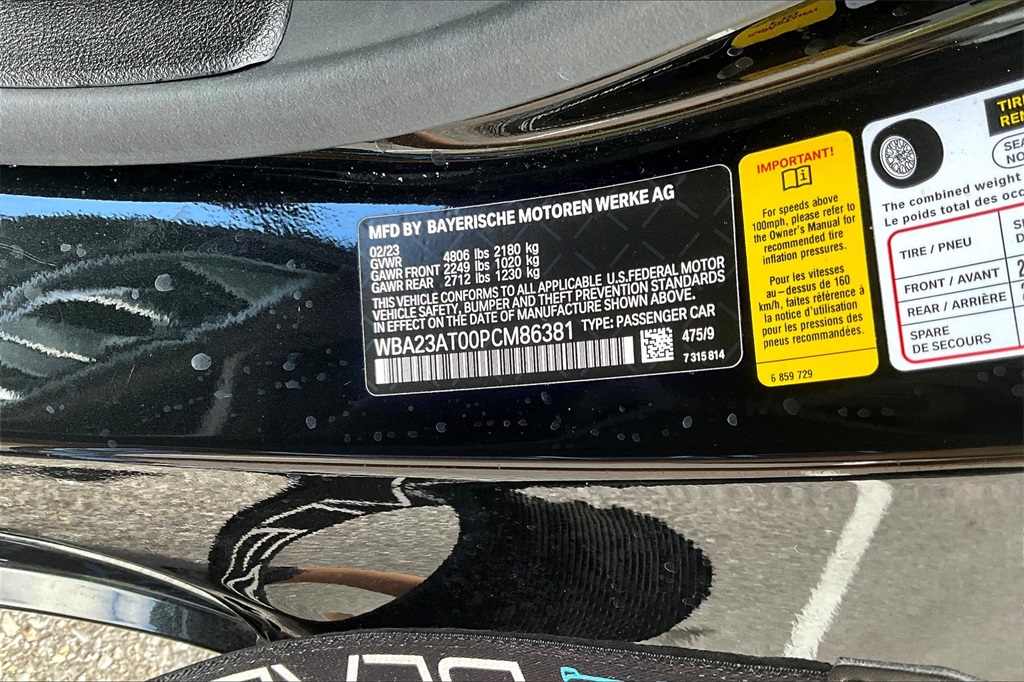 MFD BY BAYERISCHE MOTOREN WERKE AG
02/23
GVWR 4806 lbs 2180 kg
GAWR FRONT 2249 lbs 1020 kg
GAWR REAR 2712 lbs 1230 kg
THIS VEHICLE CONFORMS TO ALL APPLICABLE U.S.FEDERAL MOTOR
VEHICLE SAFETY, BUMPER AND THEFT PREVENTION STANDARDS
IN EFFECT ON THE DATE OF MANUFACTURE SHOWN ABOVE.
WBA23AT00PCM86381 TYPE: PASSENGER CAR
475/9
7 315 814
IMPORTANT!
For speeds above
100mph, please refer to
the Owner's Manual for
recommended tire
inflation pressures.
Pour les vitesses
au-dessus de 160
km/h, faites référence à
la notice d'utilisation
pour les pressions des
pneus recommandées.
6 859 729
TIRE
The combined weight
Le poids total des
TIRE / PNEU
FRONT / AVANT
REAR / ARRIÈRE
SPARE
DE SECOURS